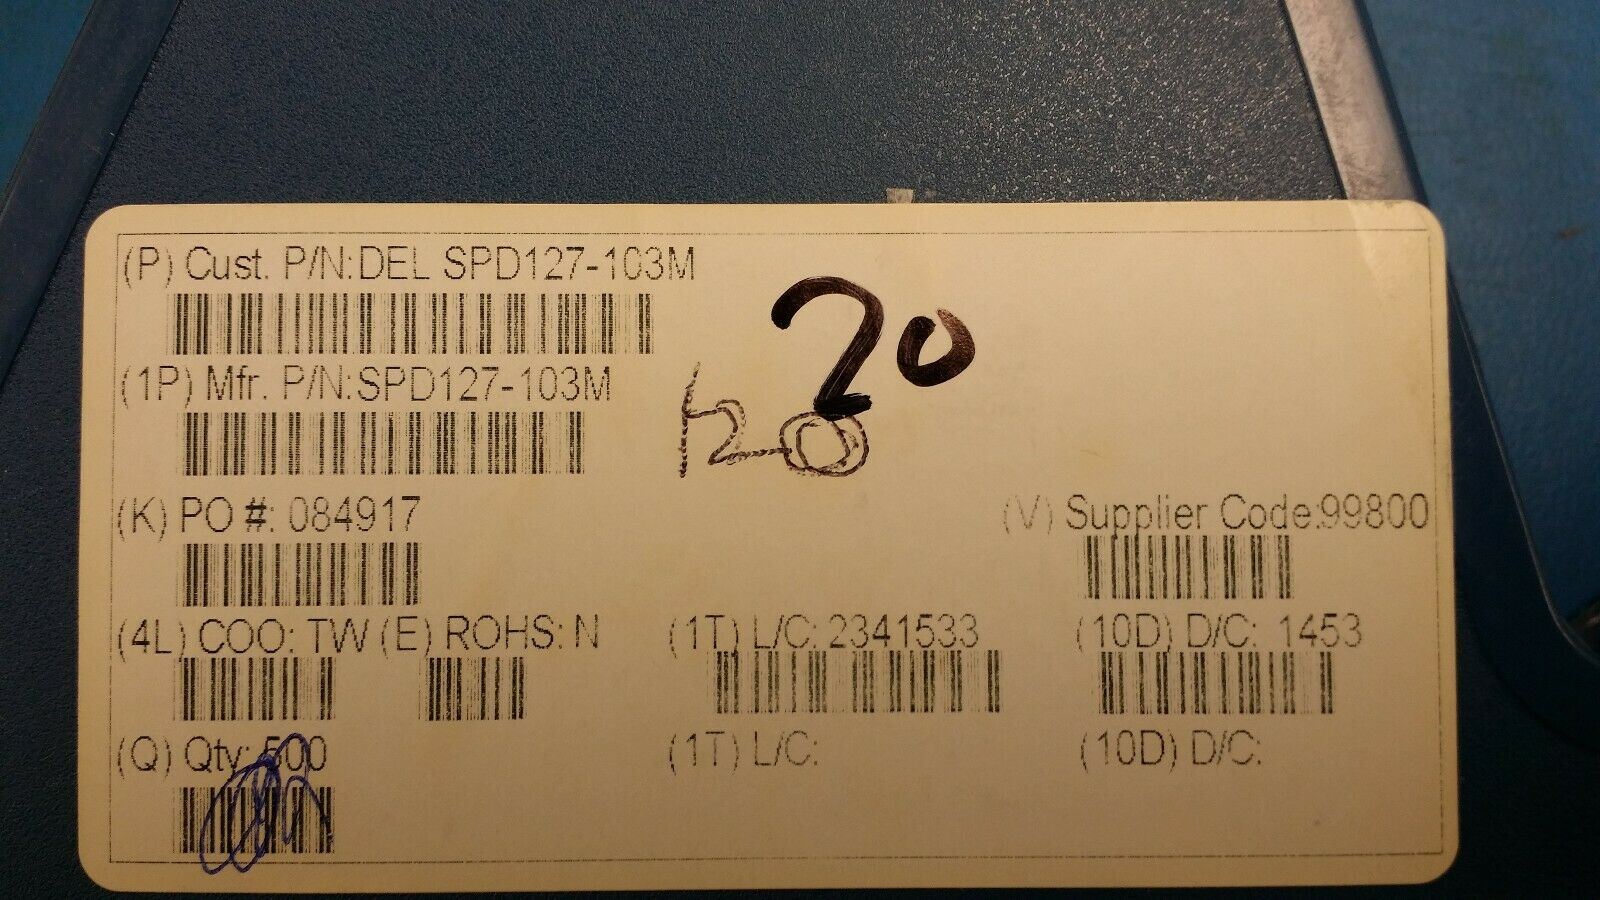 (P) Cust. P/N:DEL SPD127-103M
20
(1P) Mfr. P/N:SPD127-103M
120
(K) PO #: 084917
(V) Supplier Code:99800
(4L) COO: TW (E) ROHS: N
(1T) L/C: 2341533
(10D) D/C: 1453
(Q) Qty: 500
(1T) L/C:
(10D) D/C: